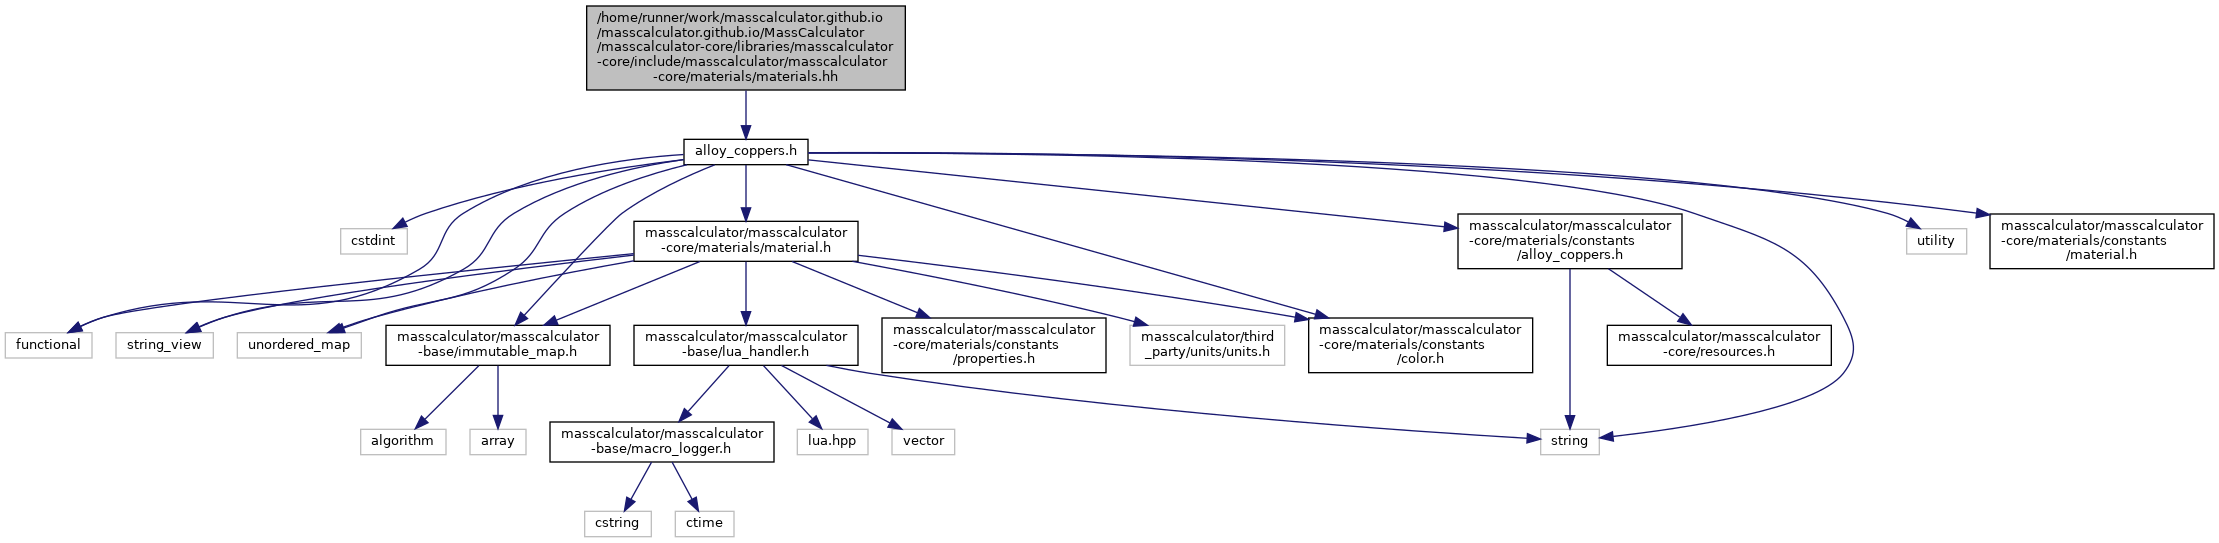 /home/runner/work/masscalculator.github.io
/masscalculator.github.io/MassCalculator
/masscalculator-core/libraries/masscalculator
-core/include/masscalculator/masscalculator
-core/materials/materials.hh
alloy_coppers.h
cstdint
masscalculator/masscalculator
-core/materials/material.h
masscalculator/masscalculator
-core/materials/constants
/alloy_coppers.h
utility
masscalculator/masscalculator
-core/materials/constants
/material.h
functional
string_view
unordered_map
masscalculator/masscalculator
-base/immutable_map.h
masscalculator/masscalculator
-base/lua_handler.h
masscalculator/masscalculator
-core/materials/constants
/properties.h
masscalculator/third
_party/units/units.h
masscalculator/masscalculator
-core/materials/constants
/color.h
masscalculator/masscalculator
-core/resources.h
algorithm
array
masscalculator/masscalculator
-base/macro_logger.h
lua.hpp
vector
string
cstring
ctime